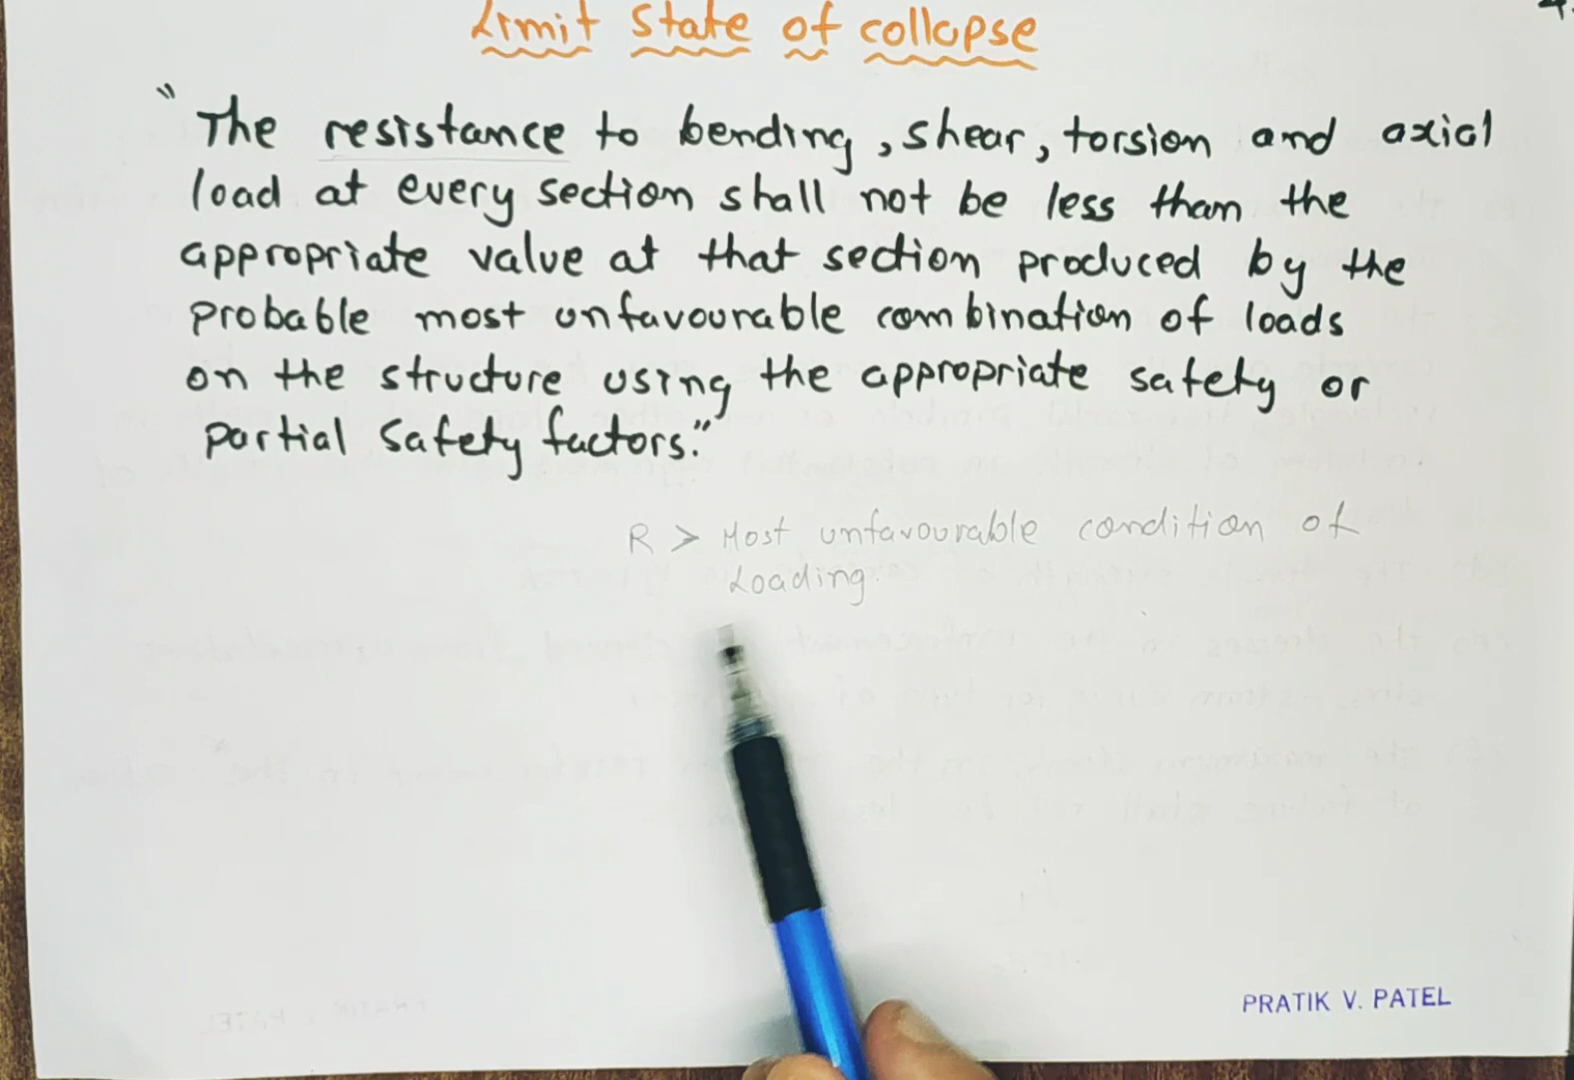 Limit state of collapse
"The resistance to bending, shear, torsion and axial
load at every section shall not be less than the
appropriate value at that section produced by the
probable most unfavourable combination of loads
on the structure using the appropriate safety or
partial safety factors."
R > Most unfavourable condition of
Loading.
PRATIK V. PATEL